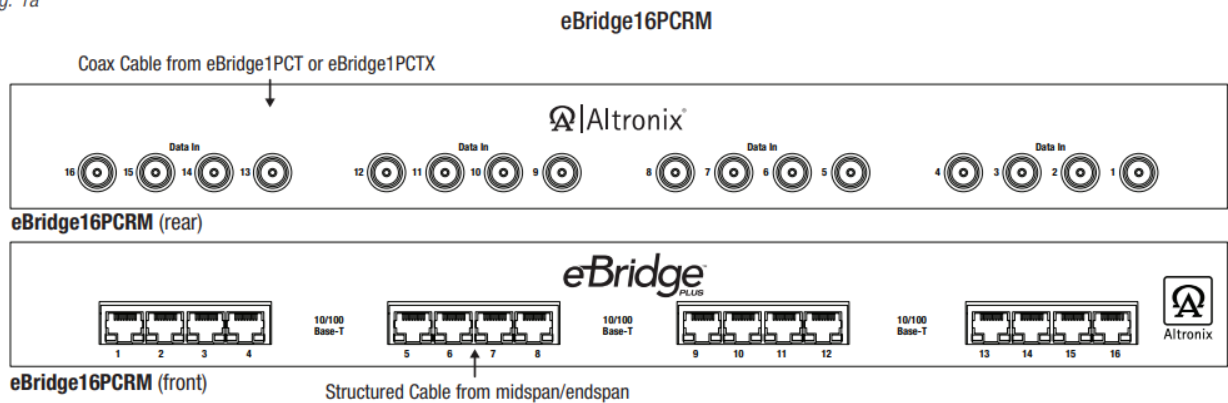 g. 1a
eBridge16PCRM
Coax Cable from eBridge1PCT or eBridge1PCTX
Altronix®
Data In Data In Data In Data In
16 15 14 13 12 11 10 9 8 7 6 5 4 3 2 1
eBridge16PCRM (rear)
eBridge™
PLUS
10/100 10/100 10/100
Base-T Base-T Base-T
Altronix
1 2 3 4 5 6 7 8 9 10 11 12 13 14 15 16
eBridge16PCRM (front)
Structured Cable from midspan/endspan